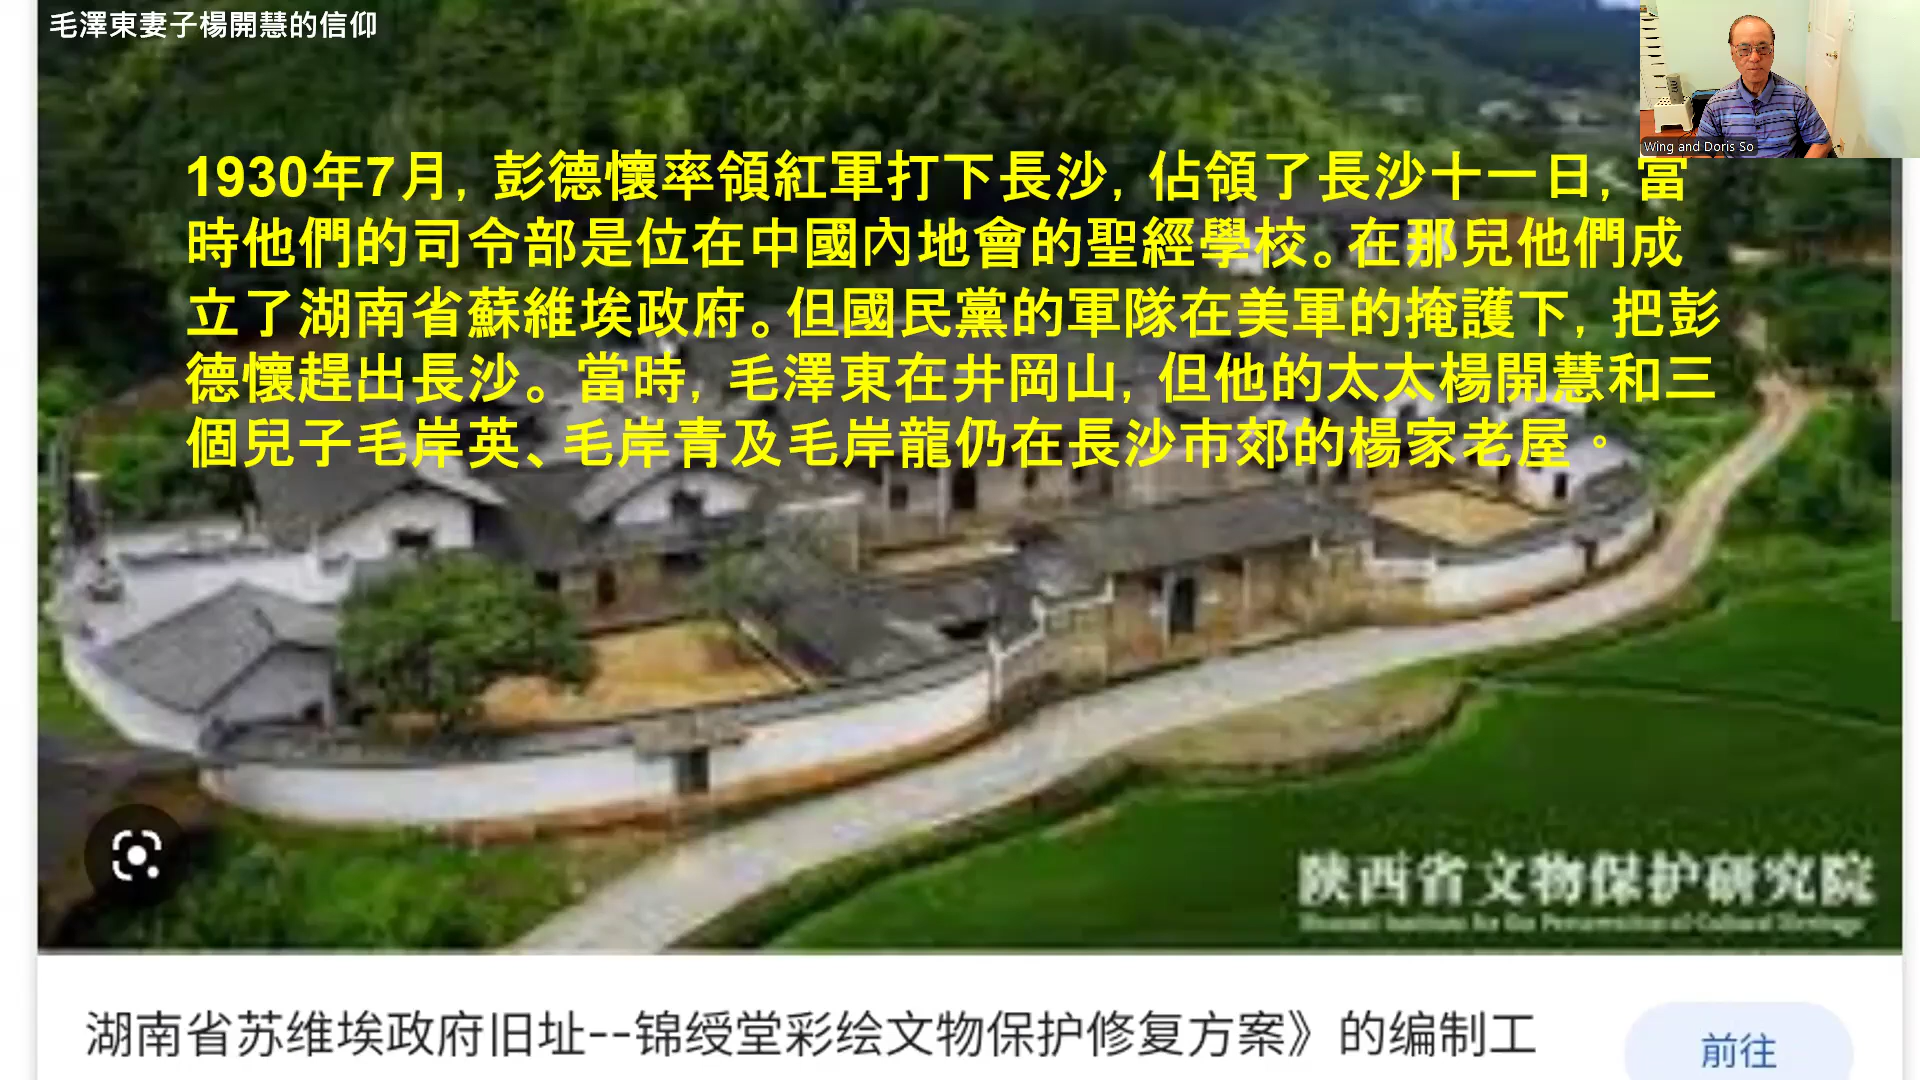 毛澤東妻子楊開慧的信仰
Wing and Doris So
1930年7月，彭德懷率領紅軍打下長沙，佔領了長沙十一日，當
時他們的司令部是位在中國內地會的聖經學校。在那兒他們成
立了湖南省蘇維埃政府。但國民黨的軍隊在美軍的掩護下，把彭
德懷趕出長沙。當時，毛澤東在井岡山，但他的太太楊開慧和三
個兒子毛岸英、毛岸青及毛岸龍仍在長沙市郊的楊家老屋。
陕西省文物保护研究院
Institute for the Preservation of Cultural Heritage
湖南省苏维埃政府旧址--锦绶堂彩绘文物保护修复方案》的编制工
前往